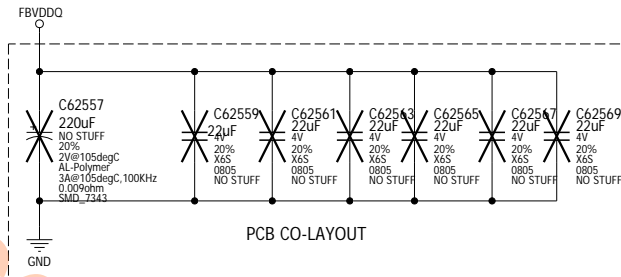 FBVDDQ
C62557
220uF
NO STUFF
20%
2V@105degC
AL-Polymer
3A@105degC,100KHz
0.009ohm
SMD_7343
C62559
22uF
4V
20%
X6S
0805
NO STUFF
C62561
22uF
4V
20%
X6S
0805
NO STUFF
C62563
22uF
4V
20%
X6S
0805
NO STUFF
C62565
22uF
4V
20%
X6S
0805
NO STUFF
C62567
22uF
4V
20%
X6S
0805
NO STUFF
C62569
22uF
4V
20%
X6S
0805
NO STUFF
GND
PCB CO-LAYOUT